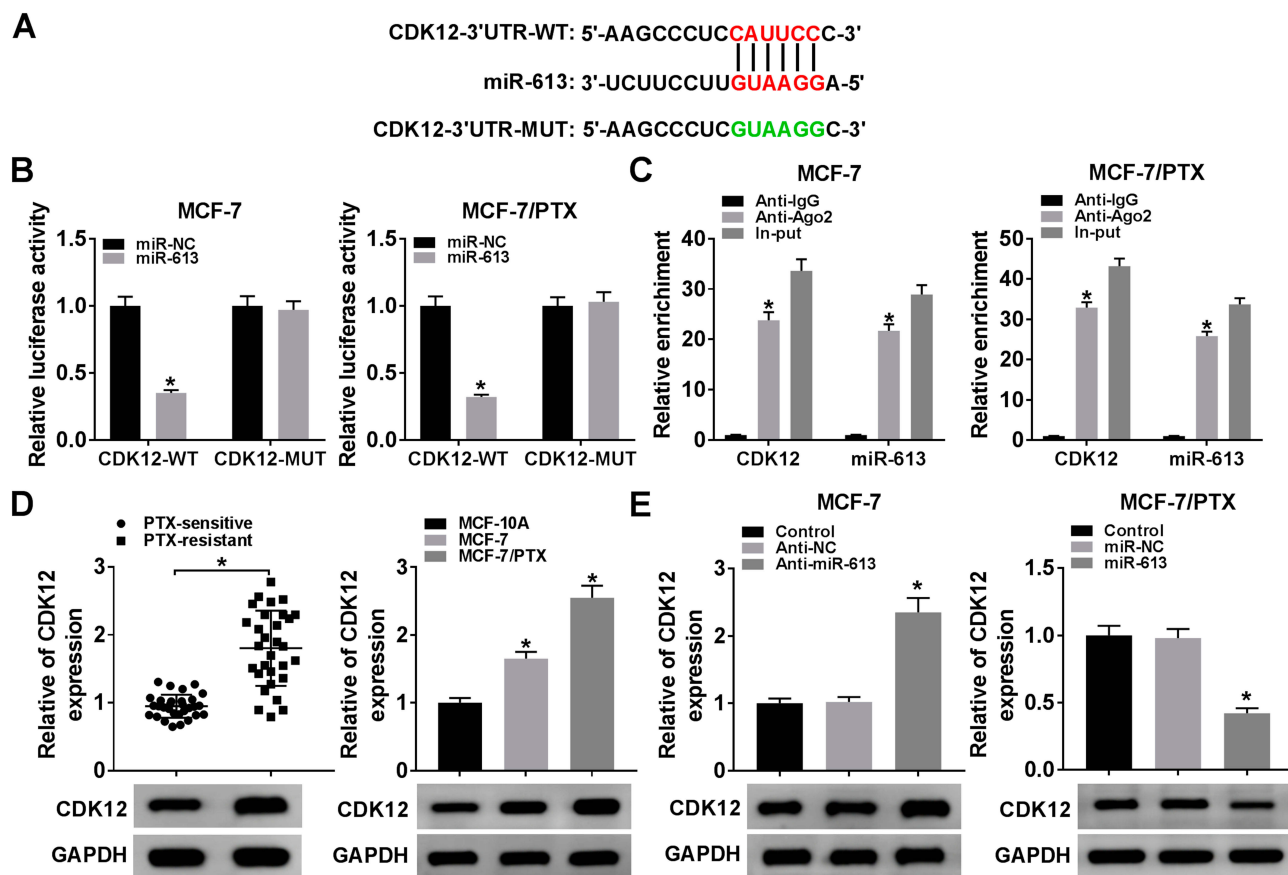 A
CDK12-3'UTR-WT: 5'-AAGCCCUCCAUUCCC-3'
miR-613: 3'-UCUUCCUUGUAAGGA-5'
CDK12-3'UTR-MUT: 5'-AAGCCCUCGUAAGGC-3'
B
MCF-7
miR-NC
miR-613
Relative luciferase activity
1.5
1.0
0.5
0.0
*
CDK12-WT
CDK12-MUT
MCF-7/PTX
miR-NC
miR-613
Relative luciferase activity
1.5
1.0
0.5
0.0
*
CDK12-WT
CDK12-MUT
C
MCF-7
Anti-IgG
Anti-Ago2
In-put
Relative enrichiment
40
30
20
10
0
*
*
CDK12
miR-613
MCF-7/PTX
Anti-IgG
Anti-Ago2
In-put
Relative enrichiment
50
40
30
20
10
0
*
*
CDK12
miR-613
D
PTX-sensitive
PTX-resistant
Relative of CDK12
expression
3
2
1
0
*
CDK12
GAPDH
MCF-10A
MCF-7
MCF-7/PTX
Relative of CDK12
expression
3
2
1
0
*
*
CDK12
GAPDH
E
MCF-7
Control
Anti-NC
Anti-miR-613
Relative of CDK12
expression
3
2
1
0
*
CDK12
GAPDH
MCF-7/PTX
Control
miR-NC
miR-613
Relative of CDK12
expression
1.5
1.0
0.5
0.0
*
CDK12
GAPDH